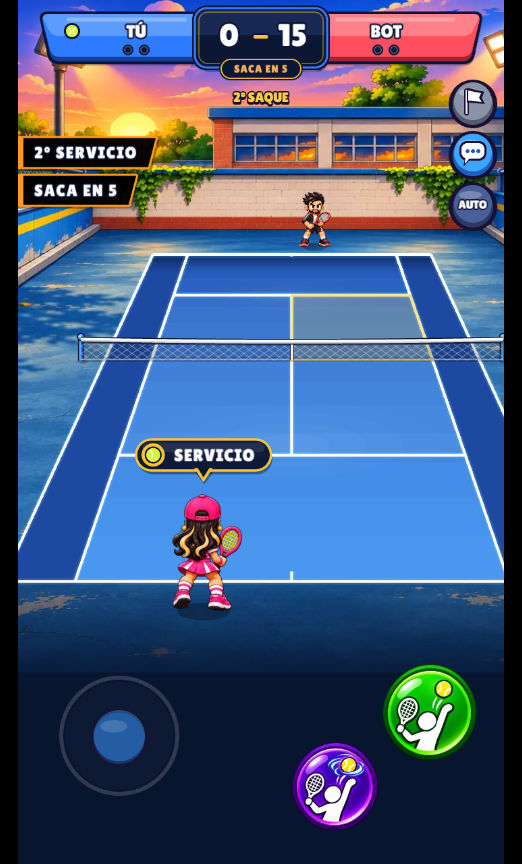 TÚ
0 – 15
BOT
SACA EN 5
2º SAQUE
2º SERVICIO
SACA EN 5
AUTO
SERVICIO